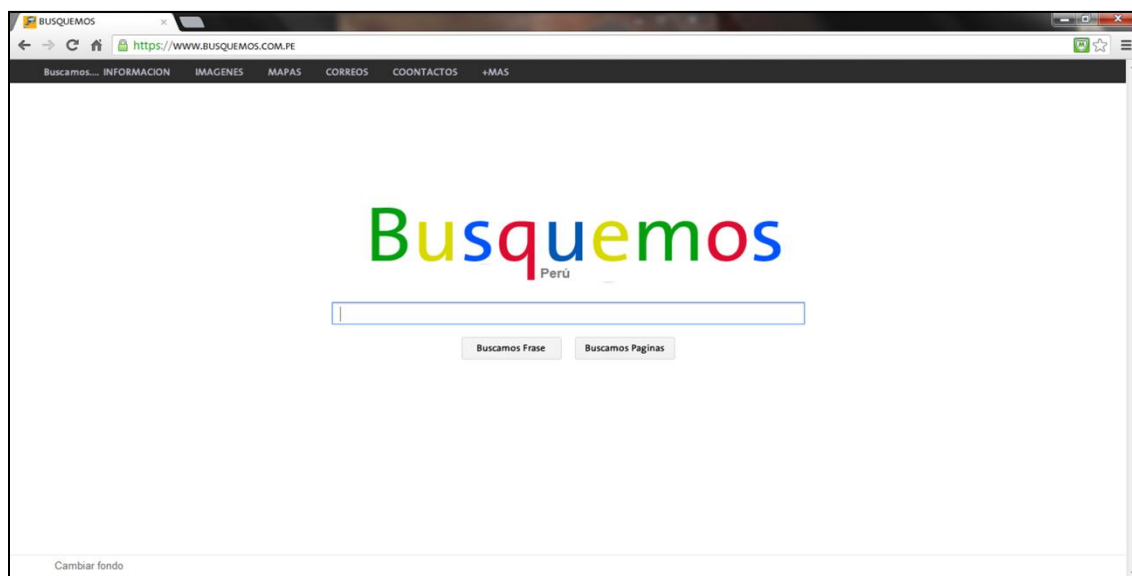 BUSQUEMOS
https://WWW.BUSQUEMOS.COM.PE
Buscamos.... INFORMACION IMAGENES MAPAS CORREOS COONTACTOS +MAS
Busquemos
Perú
Buscamos Frase Buscamos Paginas
Cambiar fondo